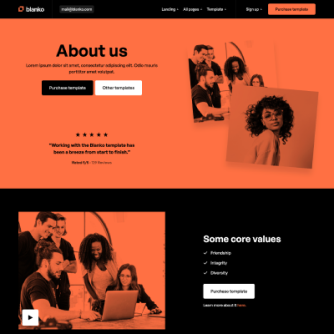 blanko
mail@blanko.com
Landing
All pages
Template
Sign up
Purchase template
About us
Lorem ipsum dolor sit amet, consectetur adipiscing elit. Odio mauris
porttitor amet volutpat.
Purchase template
Other templates
"Working with the Blanko template has
been a breeze from start to finish."
Rated 5/5
Reviews
Some core values
Friendship
Integrity
Diversity
Purchase template
Learn more about it